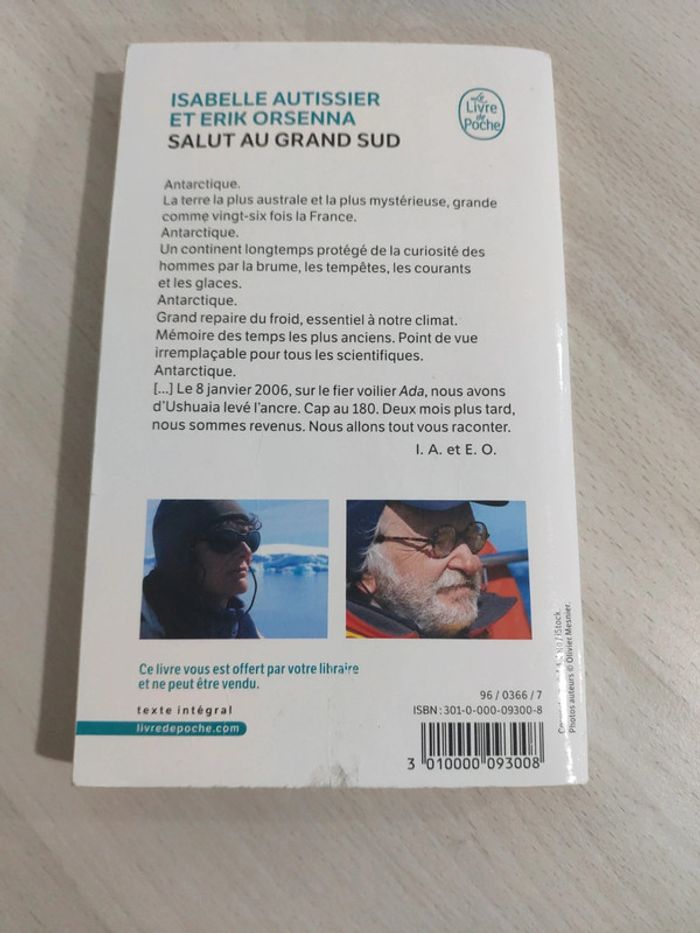 ISABELLE AUTISSIER
ET ERIK ORSENNA
SALUT AU GRAND SUD
Le
Livre
de
Poche
Antarctique.
La terre la plus australe et la plus mystérieuse, grande
comme vingt-six fois la France.
Antarctique.
Un continent longtemps protégé de la curiosité des
hommes par la brume, les tempêtes, les courants
et les glaces.
Antarctique.
Grand repaire du froid, essentiel à notre climat.
Mémoire des temps les plus anciens. Point de vue
irremplaçable pour tous les scientifiques.
Antarctique.
[...] Le 8 janvier 2006, sur le fier voilier Ada, nous avons
d'Ushuaia levé l'ancre. Cap au 180. Deux mois plus tard,
nous sommes revenus. Nous allons tout vous raconter.
I. A. et E. O.
Ce livre vous est offert par votre libraire
et ne peut être vendu.
texte intégral
livredepoche.com
96 / 0366 / 7
ISBN : 301-0-000-09300-8
3 010000 093008
/ iStock.
Photos auteurs © Olivier Mesnier.